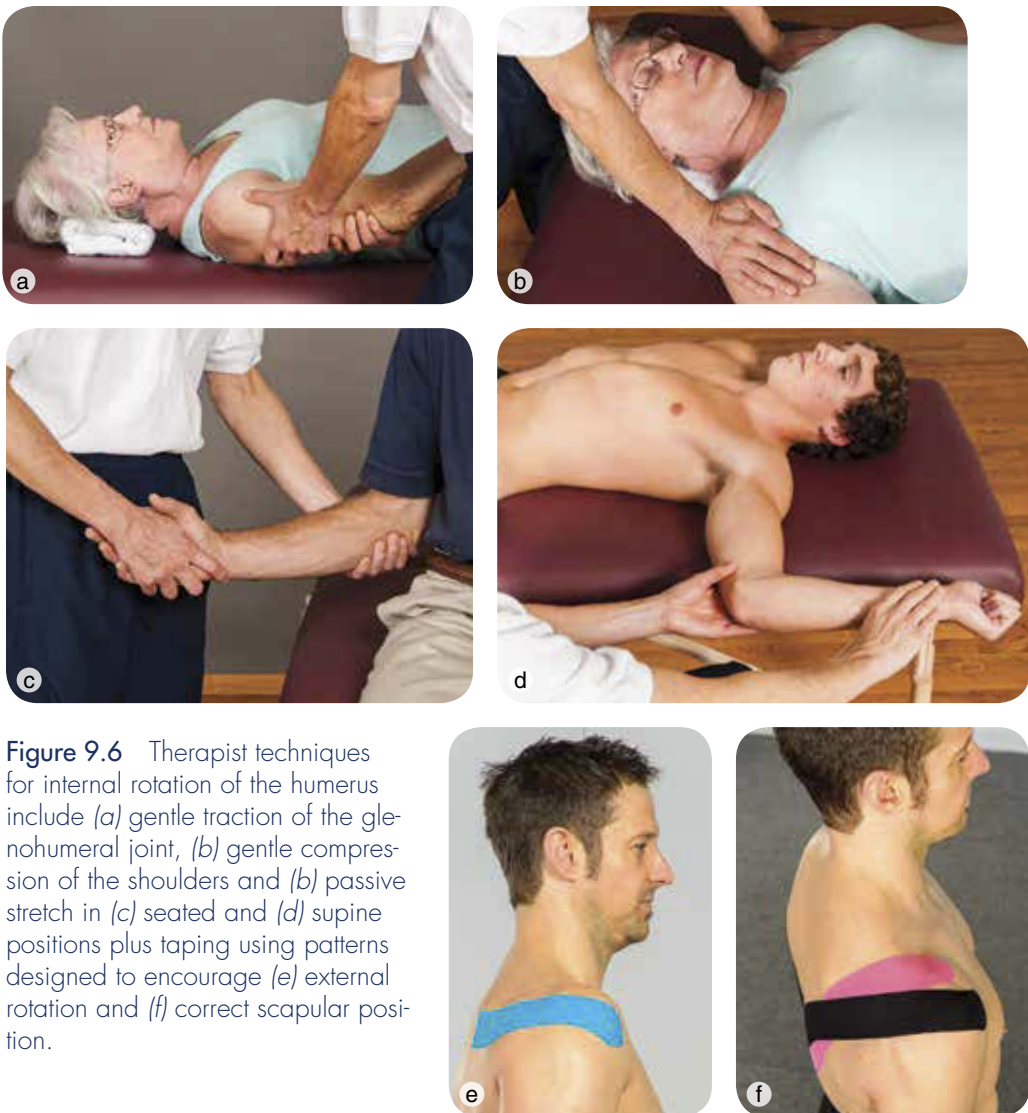 a
b
c
d
Figure 9.6 Therapist techniques
for internal rotation of the humerus
include (a) gentle traction of the gle-
nohumeral joint, (b) gentle compres-
sion of the shoulders and (b) passive
stretch in (c) seated and (d) supine
positions plus taping using patterns
designed to encourage (e) external
rotation and (f) correct scapular posi-
tion.
e
f